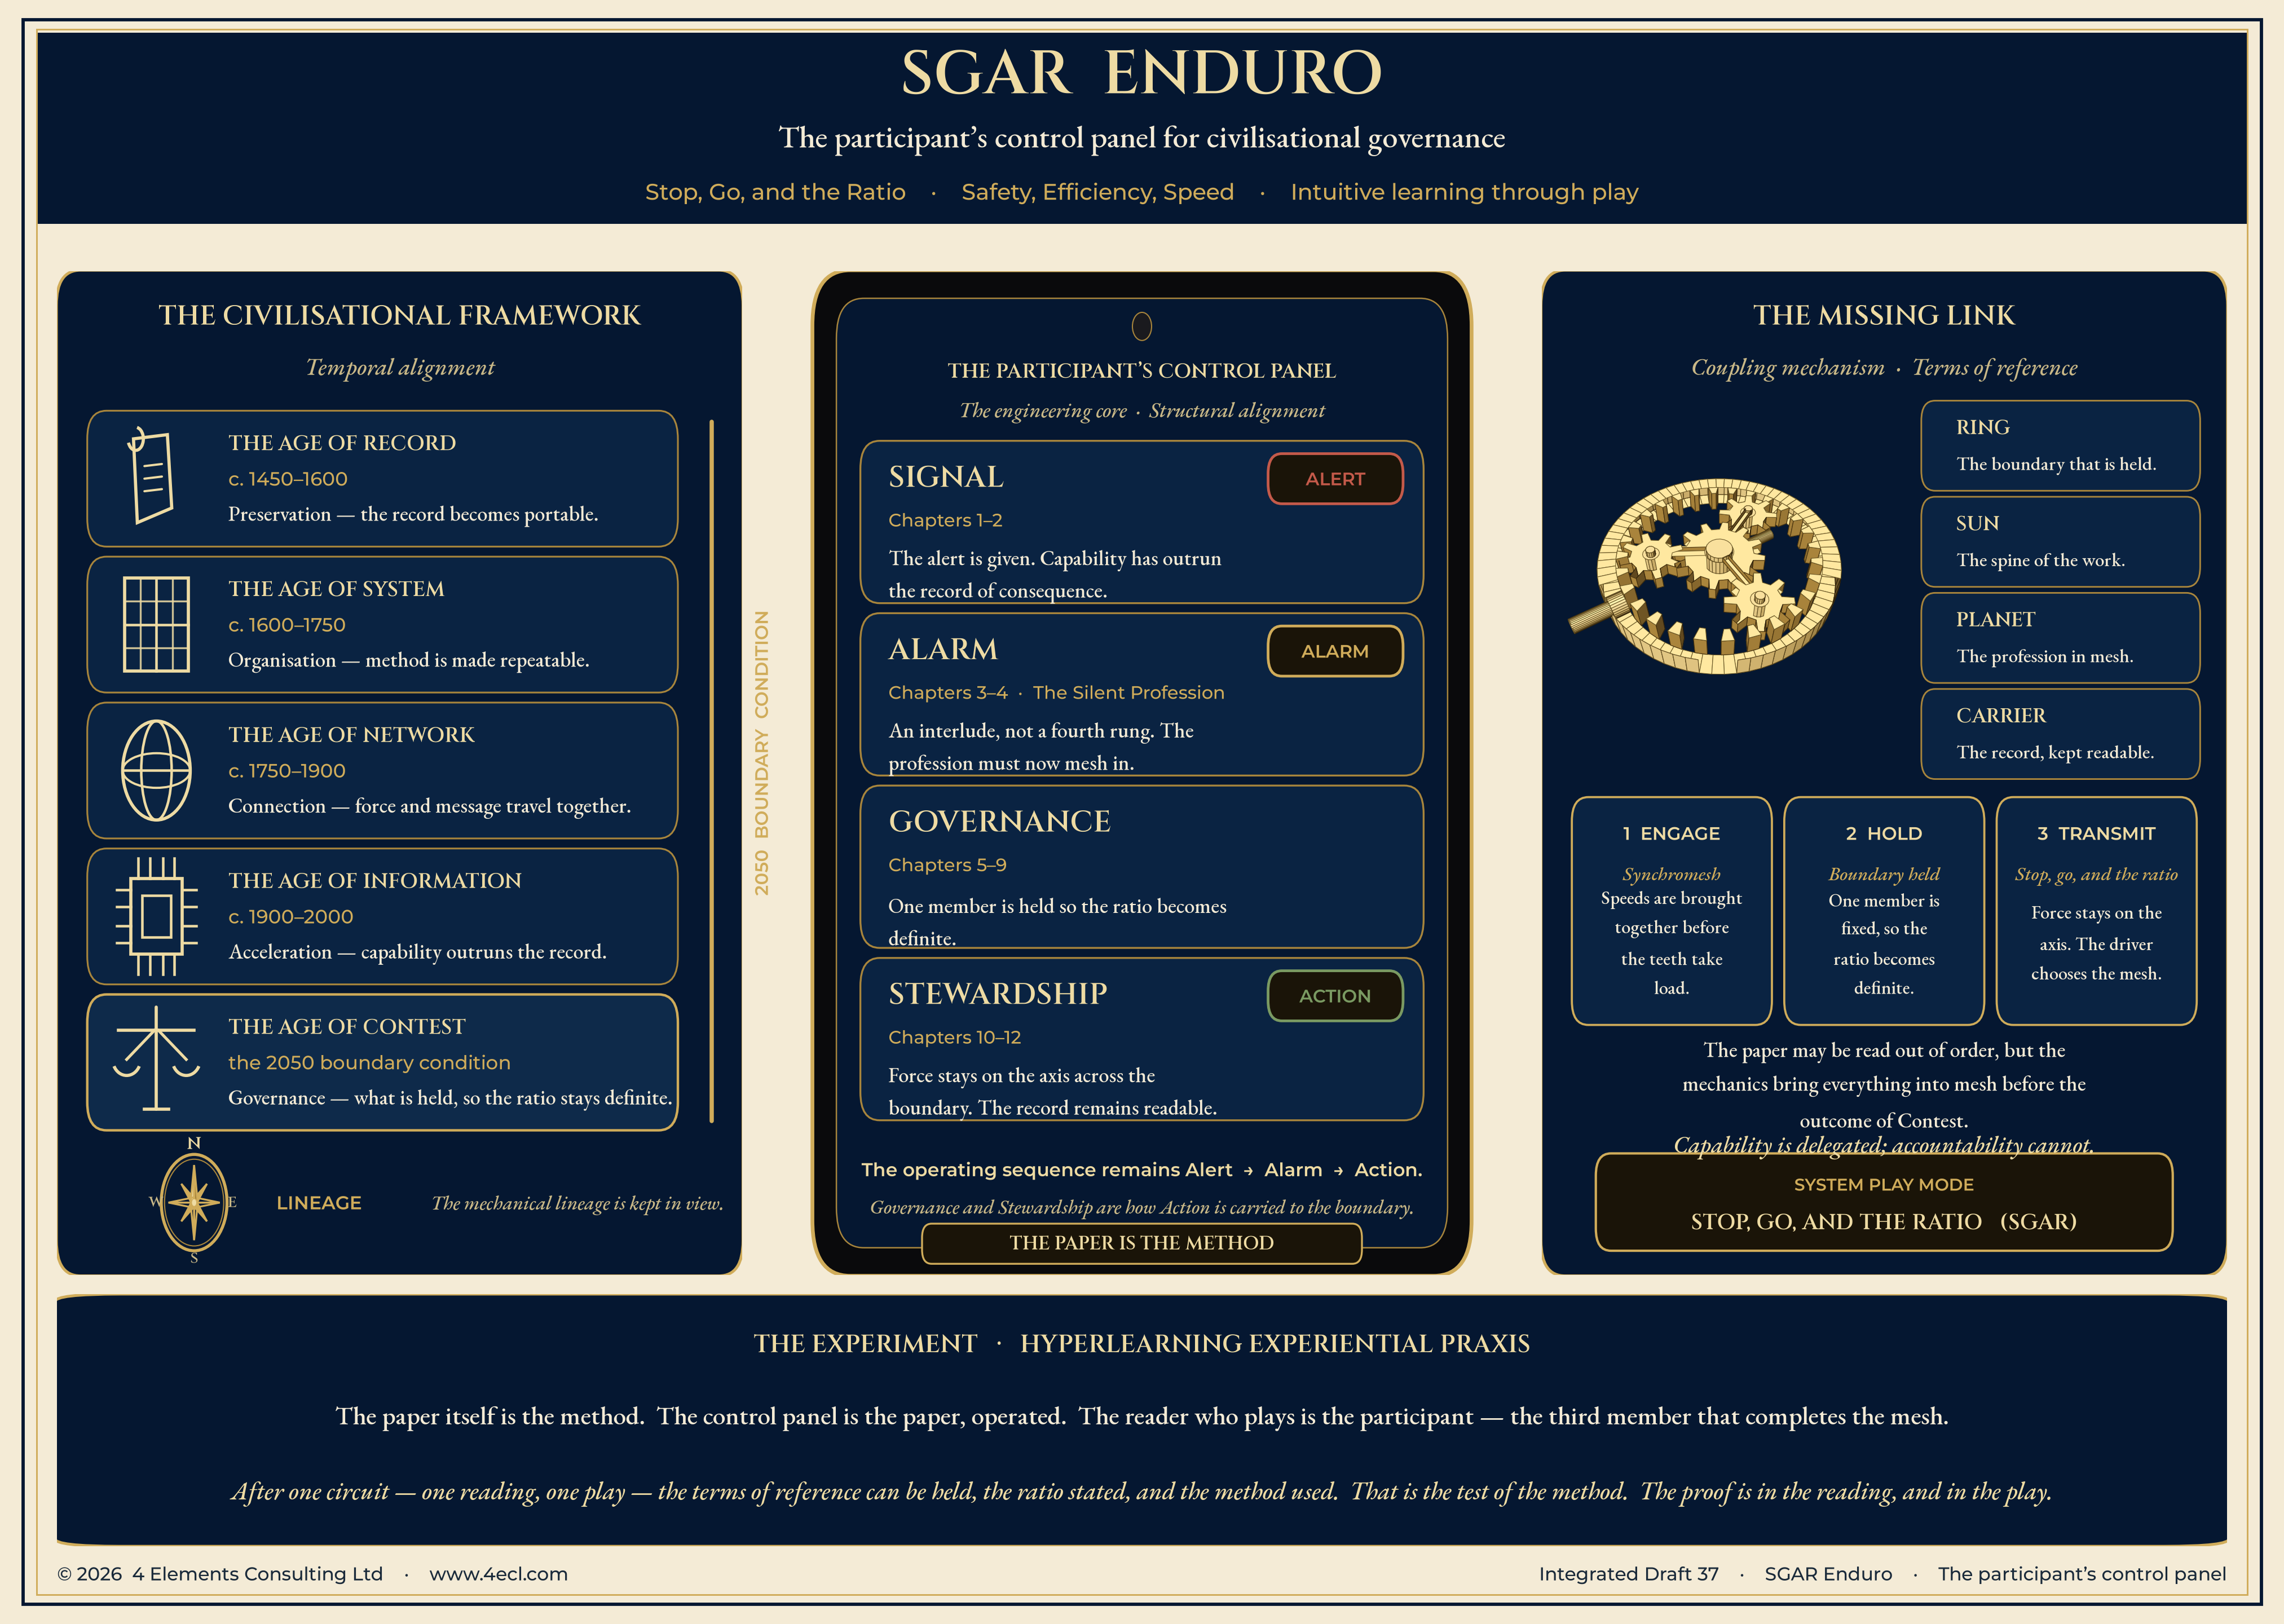 SGAR ENDURO
The participant’s control panel for civilisational governance
Stop, Go, and the Ratio · Safety, Efficiency, Speed · Intuitive learning through play
THE CIVILISATIONAL FRAMEWORK
Temporal alignment
THE AGE OF RECORD
c. 1450–1600
Preservation — the record becomes portable.
THE AGE OF SYSTEM
c. 1600–1750
Organisation — method is made repeatable.
THE AGE OF NETWORK
c. 1750–1900
Connection — force and message travel together.
THE AGE OF INFORMATION
c. 1900–2000
Acceleration — capability outruns the record.
THE AGE OF CONTEST
the 2050 boundary condition
Governance — what is held, so the ratio stays definite.
N
W
E
S
LINEAGE
The mechanical lineage is kept in view.
2050 BOUNDARY CONDITION
THE PARTICIPANT’S CONTROL PANEL
The engineering core · Structural alignment
SIGNAL
ALERT
Chapters 1–2
The alert is given. Capability has outrun
the record of consequence.
ALARM
ALARM
Chapters 3–4 · The Silent Profession
An interlude, not a fourth rung. The
profession must now mesh in.
GOVERNANCE
Chapters 5–9
One member is held so the ratio becomes
definite.
STEWARDSHIP
ACTION
Chapters 10–12
Force stays on the axis across the
boundary. The record remains readable.
The operating sequence remains Alert → Alarm → Action.
Governance and Stewardship are how Action is carried to the boundary.
THE PAPER IS THE METHOD
THE MISSING LINK
Coupling mechanism · Terms of reference
RING
The boundary that is held.
SUN
The spine of the work.
PLANET
The profession in mesh.
CARRIER
The record, kept readable.
1 ENGAGE
Synchromesh
Speeds are brought
together before
the teeth take
load.
2 HOLD
Boundary held
One member is
fixed, so the
ratio becomes
definite.
3 TRANSMIT
Stop, go, and the ratio
Force stays on the
axis. The driver
chooses the mesh.
The paper may be read out of order, but the
mechanics bring everything into mesh before the
outcome of Contest.
Capability is delegated; accountability cannot.
SYSTEM PLAY MODE
STOP, GO, AND THE RATIO (SGAR)
THE EXPERIMENT · HYPERLEARNING EXPERIENTIAL PRAXIS
The paper itself is the method. The control panel is the paper, operated. The reader who plays is the participant — the third member that completes the mesh.
After one circuit — one reading, one play — the terms of reference can be held, the ratio stated, and the method used. That is the test of the method. The proof is in the reading, and in the play.
© 2026 4 Elements Consulting Ltd · www.4ecl.com
Integrated Draft 37 · SGAR Enduro · The participant’s control panel